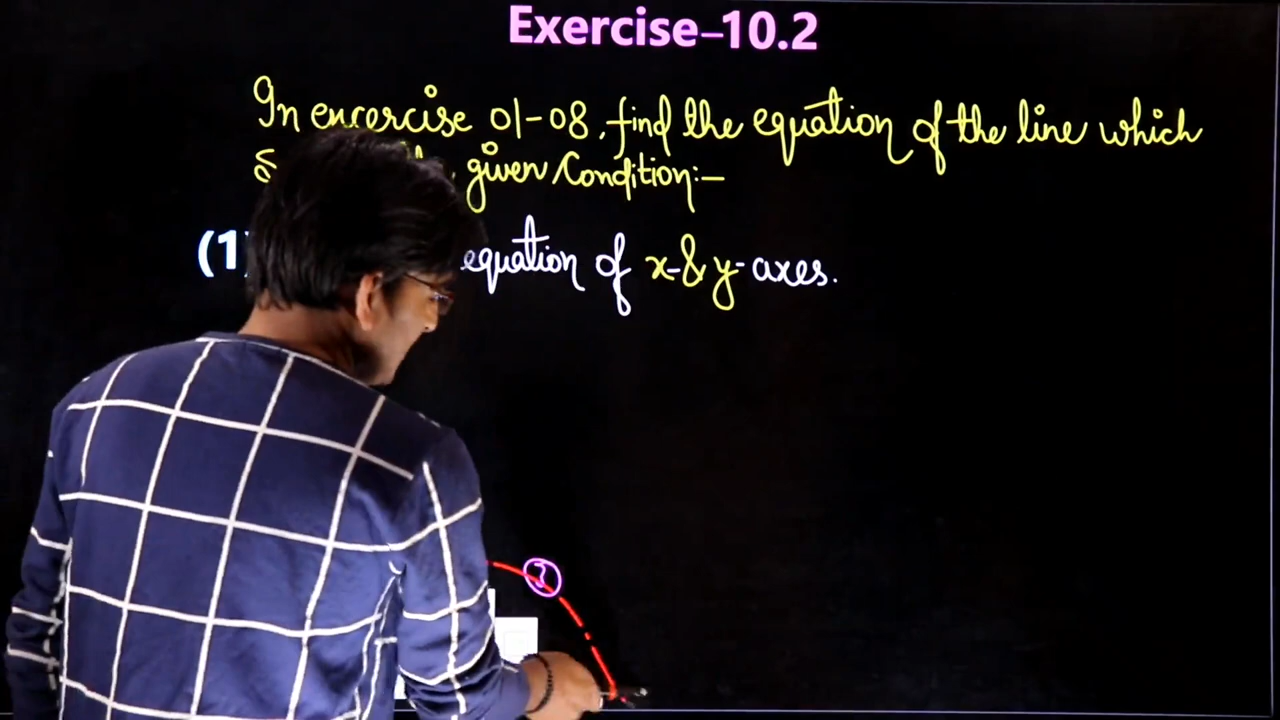 Exercise–10.2
In encercise 01-08, find the equation of the line which
given Condition:–
(1) equation of x-& y-axes.
2